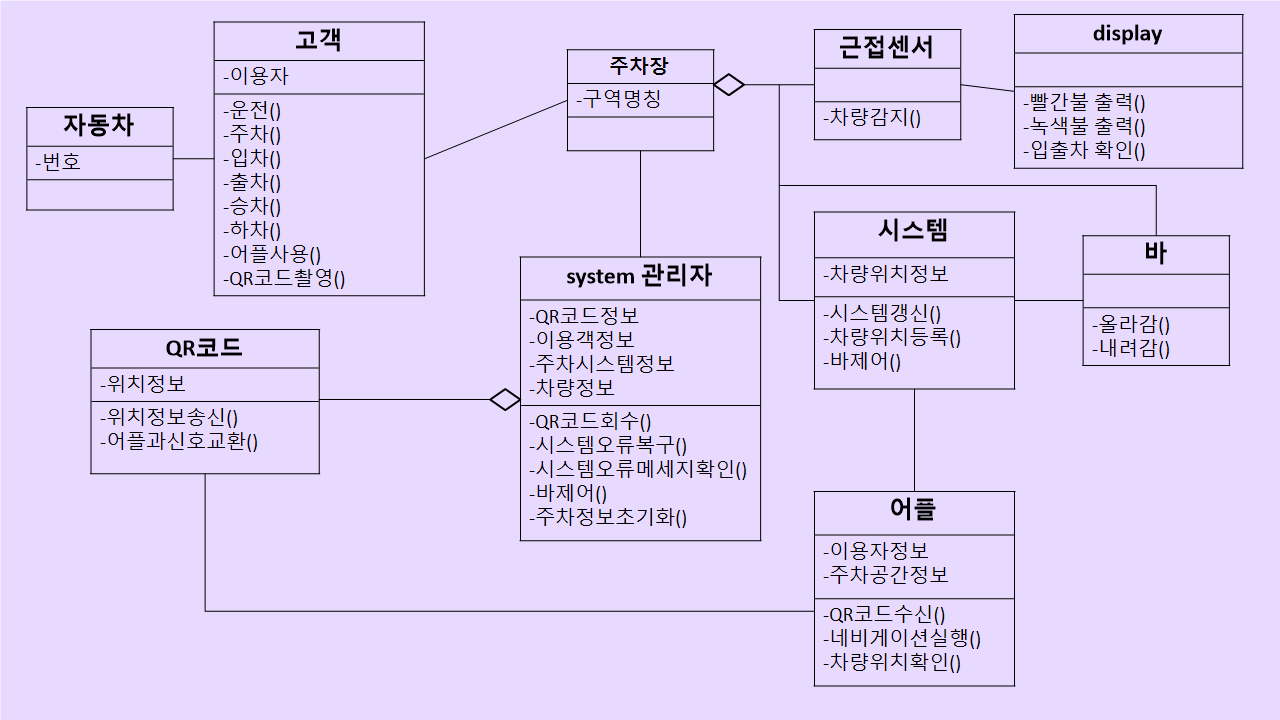 자동차
-번호
고객
-이용자
-운전()
-주차()
-입차()
-출차()
-승차()
-하차()
-어플사용()
-QR코드촬영()
주차장
-구역명칭
근접센서
-차량감지()
display
-빨간불 출력()
-녹색불 출력()
-입출차 확인()
시스템
-차량위치정보
-시스템갱신()
-차량위치등록()
-바제어()
바
-올라감()
-내려감()
system 관리자
-QR코드정보
-이용객정보
-주차시스템정보
-차량정보
-QR코드회수()
-시스템오류복구()
-시스템오류메세지확인()
-바제어()
-주차정보초기화()
QR코드
-위치정보
-위치정보송신()
-어플과신호교환()
어플
-이용자정보
-주차공간정보
-QR코드수신()
-네비게이션실행()
-차량위치확인()